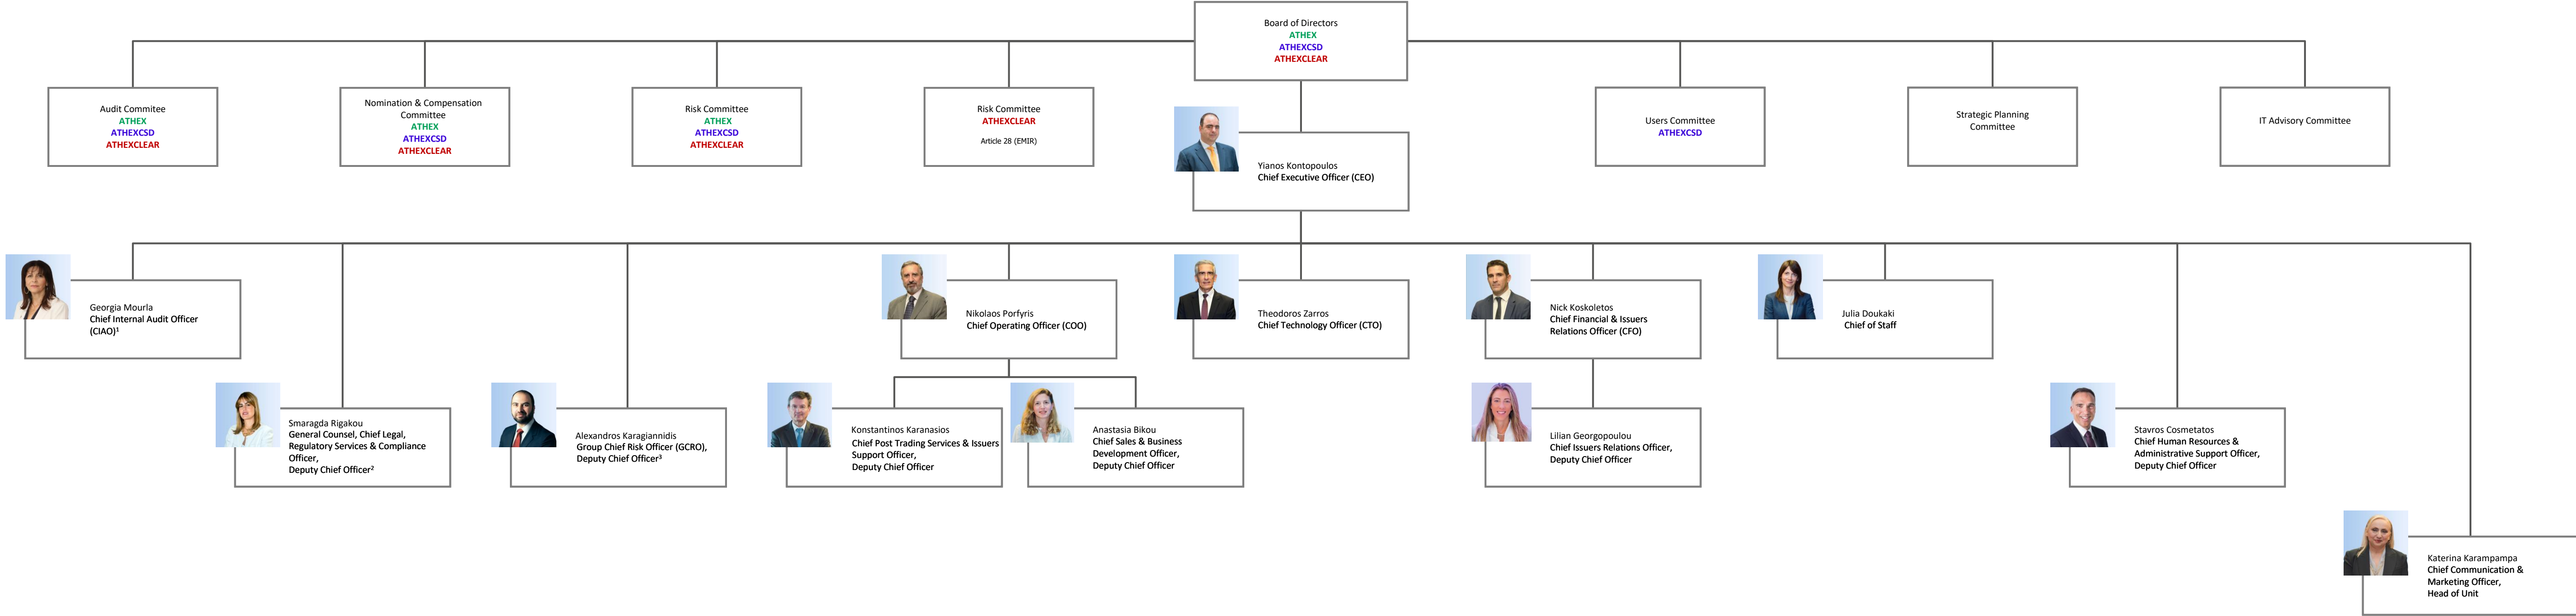 Board of Directors
ATHEX
ATHEXCSD
ATHEXCLEAR
Audit Commitee
ATHEX
ATHEXCSD
ATHEXCLEAR
Nomination & Compensation
Committee
ATHEX
ATHEXCSD
ATHEXCLEAR
Risk Committee
ATHEX
ATHEXCSD
ATHEXCLEAR
Risk Committee
ATHEXCLEAR
Article 28 (EMIR)
Users Committee
ATHEXCSD
Strategic Planning
Committee
IT Advisory Committee
Yianos Kontopoulos
Chief Executive Officer (CEO)
Georgia Mourla
Chief Internal Audit Officer
(CIAO)¹
Nikolaos Porfyris
Chief Operating Officer (COO)
Theodoros Zarros
Chief Technology Officer (CTO)
Nick Koskoletos
Chief Financial & Issuers
Relations Officer (CFO)
Julia Doukaki
Chief of Staff
Smaragda Rigakou
General Counsel, Chief Legal,
Regulatory Services & Compliance
Officer,
Deputy Chief Officer²
Alexandros Karagiannidis
Group Chief Risk Officer (GCRO),
Deputy Chief Officer³
Konstantinos Karanasios
Chief Post Trading Services & Issuers
Support Officer,
Deputy Chief Officer
Anastasia Bikou
Chief Sales & Business
Development Officer,
Deputy Chief Officer
Lilian Georgopoulou
Chief Issuers Relations Officer,
Deputy Chief Officer
Stavros Cosmetatos
Chief Human Resources &
Administrative Support Officer,
Deputy Chief Officer
Katerina Karampampa
Chief Communication &
Marketing Officer,
Head of Unit